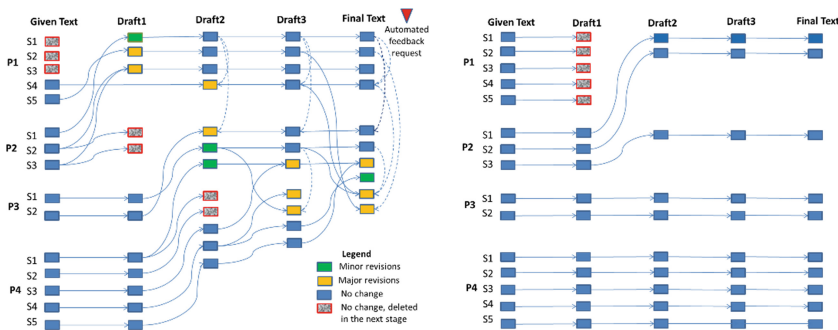 Given Text Draft1 Draft2 Draft3 Final Text
Automated
feedback
request
P1
S1
S2
S3
S4
S5
P2
S1
S2
S3
P3
S1
S2
P4
S1
S2
S3
S4
S5
Legend
Minor revisions
Major revisions
No change
No change, deleted
in the next stage
Given Text Draft1 Draft2 Draft3 Final Text
P1
S1
S2
S3
S4
S5
P2
S1
S2
S3
P3
S1
S2
P4
S1
S2
S3
S4
S5